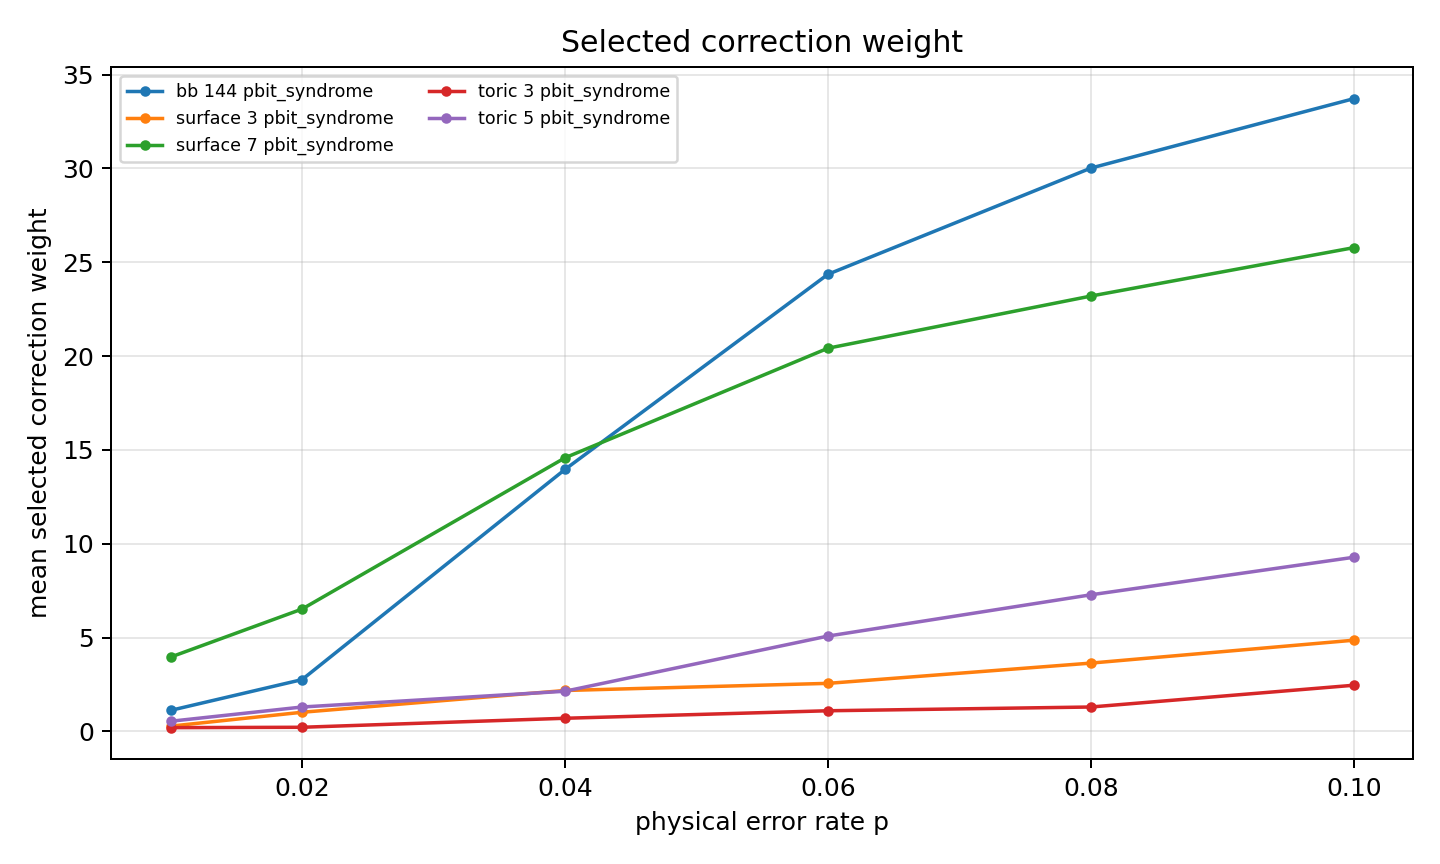 Selected correction weight
bb 144 pbit_syndrome
surface 3 pbit_syndrome
surface 7 pbit_syndrome
toric 3 pbit_syndrome
toric 5 pbit_syndrome
mean selected correction weight
35
30
25
20
15
10
5
0
0.02 0.04 0.06 0.08 0.10
physical error rate p